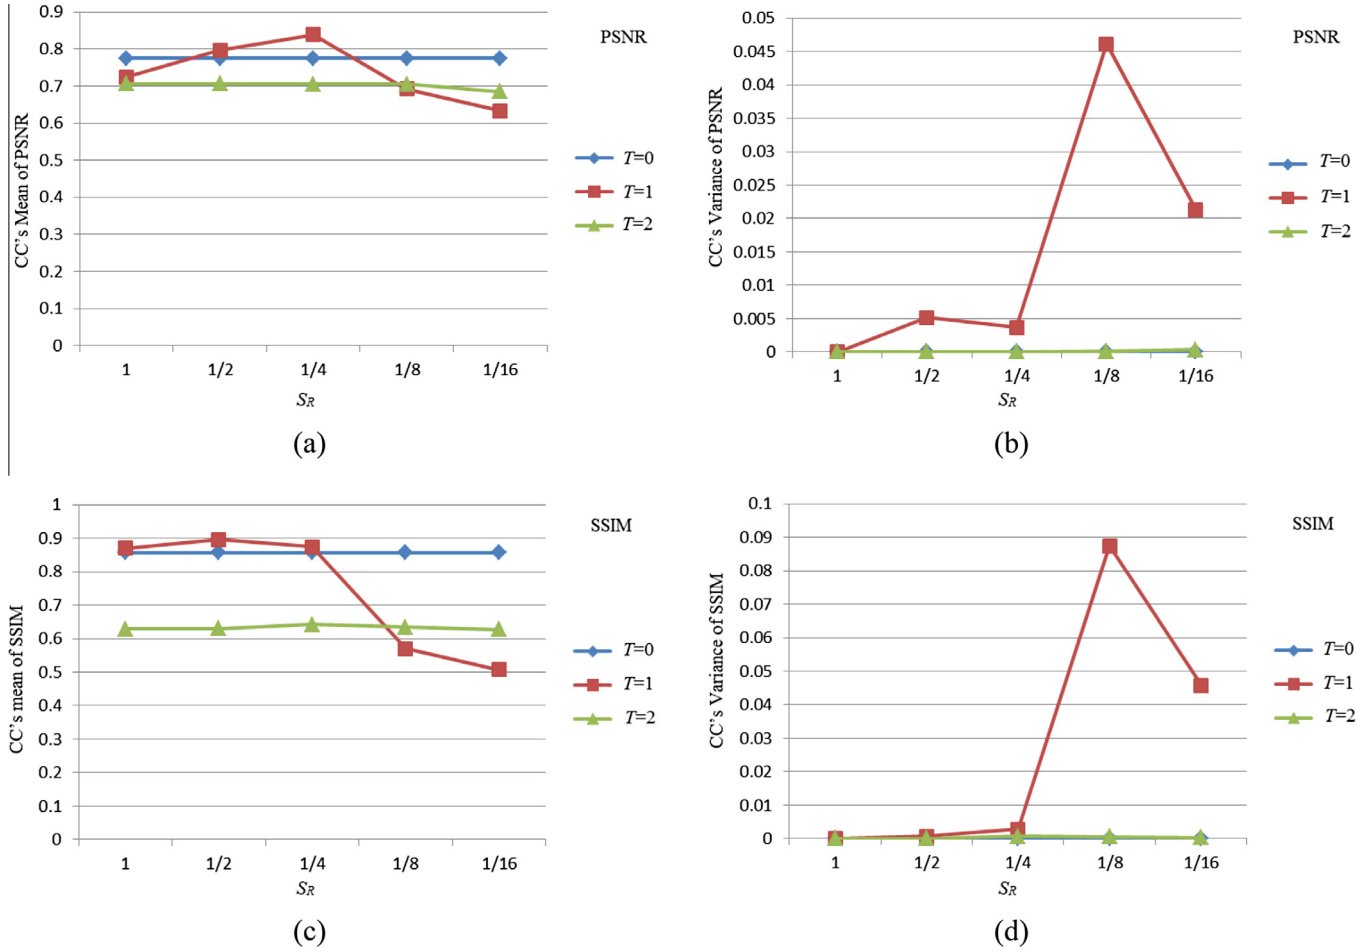 PSNR
CC's Mean of PSNR
0.9
0.8
0.7
0.6
0.5
0.4
0.3
0.2
0.1
0
1 1/2 1/4 1/8 1/16
SR
T=0
T=1
T=2
(a)
PSNR
CC's Variance of PSNR
0.05
0.045
0.04
0.035
0.03
0.025
0.02
0.015
0.01
0.005
0
1 1/2 1/4 1/8 1/16
SR
T=0
T=1
T=2
(b)
SSIM
CC's mean of SSIM
1
0.9
0.8
0.7
0.6
0.5
0.4
0.3
0.2
0.1
0
1 1/2 1/4 1/8 1/16
SR
T=0
T=1
T=2
(c)
SSIM
CC's Variance of SSIM
0.1
0.09
0.08
0.07
0.06
0.05
0.04
0.03
0.02
0.01
0
1 1/2 1/4 1/8 1/16
SR
T=0
T=1
T=2
(d)